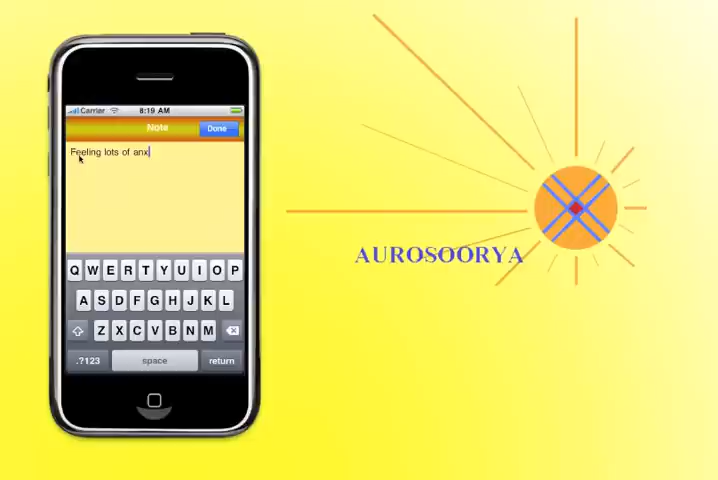 Carrier 8:19 AM
Note Done
Feeling lots of anx
Q W E R T Y U I O P
A S D F G H J K L
Z X C V B N M
.?123 space return
AUROSOORYA